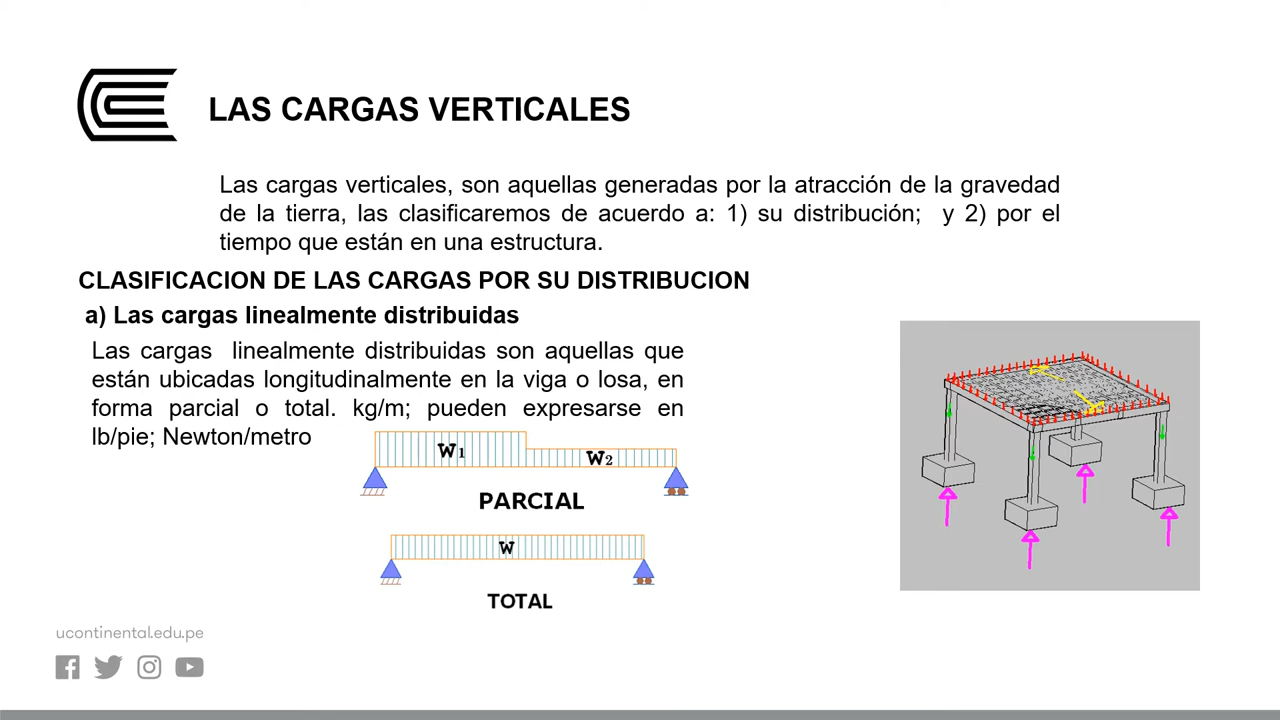 LAS CARGAS VERTICALES
Las cargas verticales, son aquellas generadas por la atracción de la gravedad
de la tierra, las clasificaremos de acuerdo a: 1) su distribución; y 2) por el
tiempo que están en una estructura.
CLASIFICACION DE LAS CARGAS POR SU DISTRIBUCION
a) Las cargas linealmente distribuidas
Las cargas linealmente distribuidas son aquellas que
están ubicadas longitudinalmente en la viga o losa, en
forma parcial o total. kg/m; pueden expresarse en
lb/pie; Newton/metro
W1
W2
PARCIAL
W
TOTAL
ucontinental.edu.pe